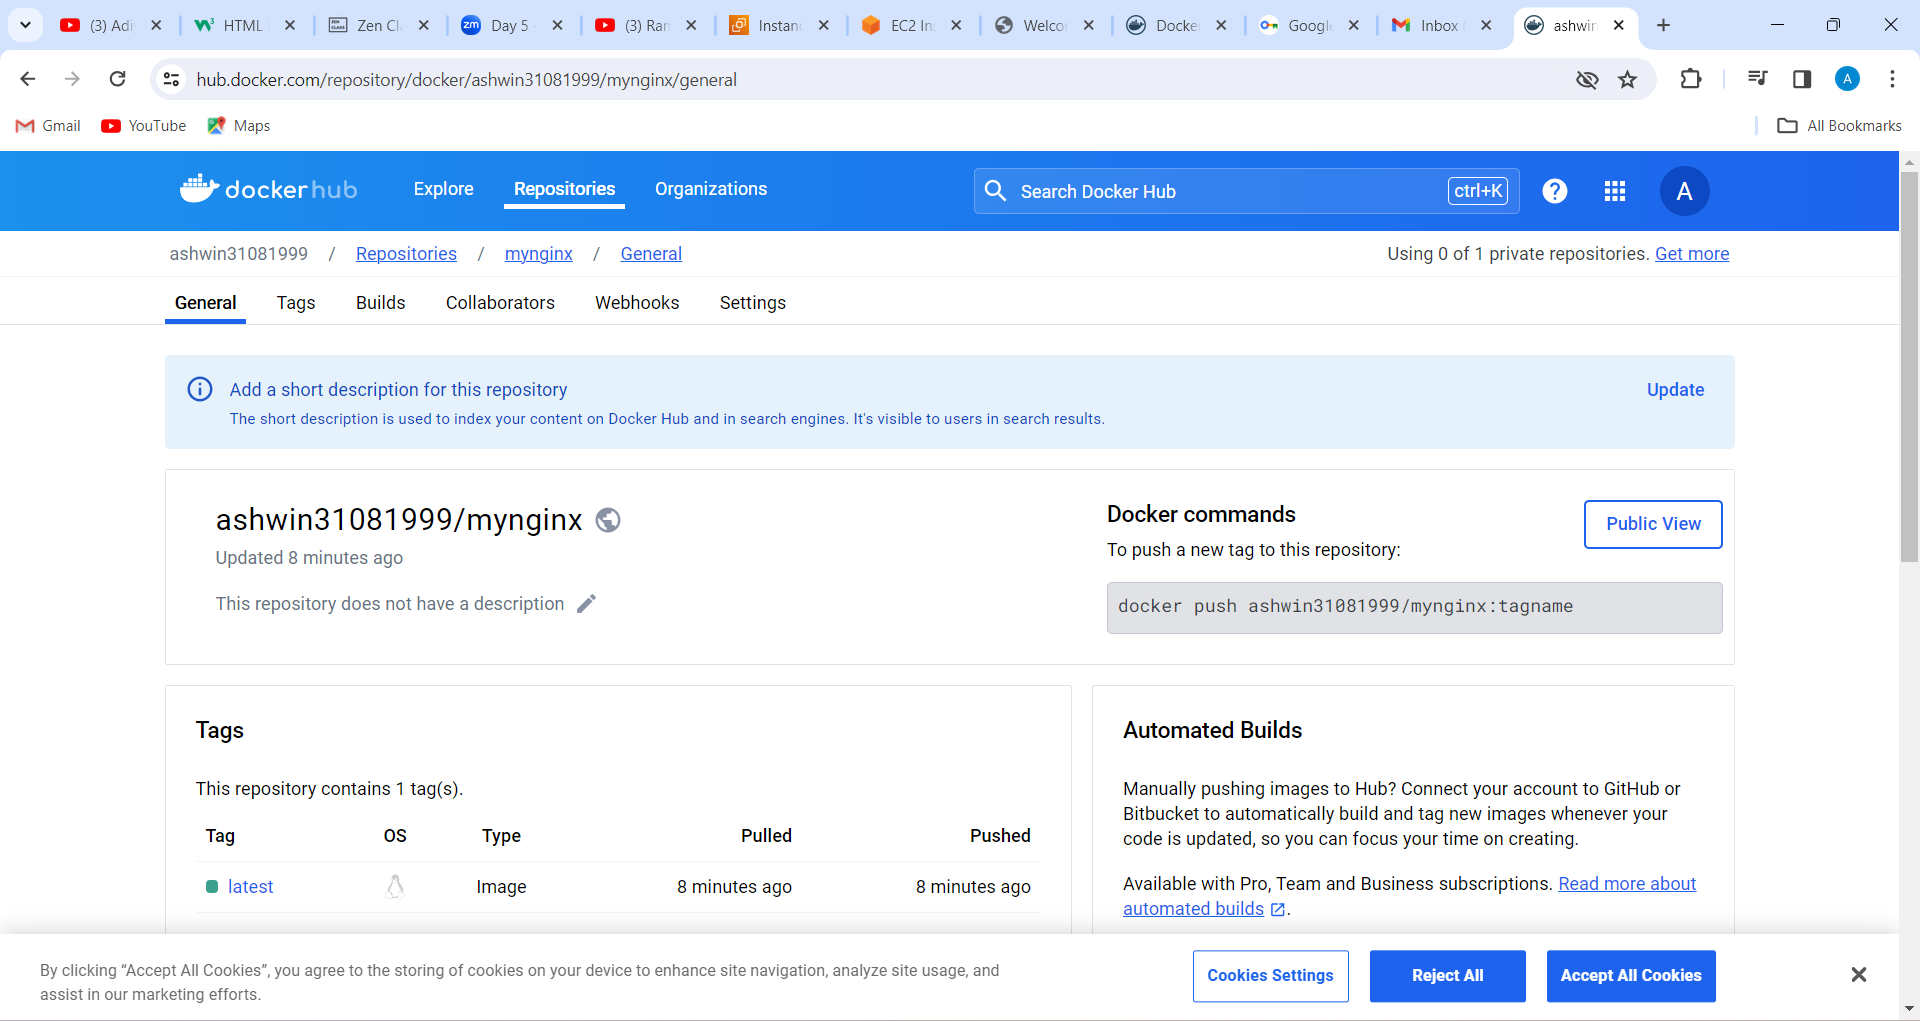 (3) Adi
HTML
Zen Cl
Day 5 -
(3) Ran
Instanc
EC2 In
Welco
Docke
Google
Inbox (
ashwin
hub.docker.com/repository/docker/ashwin31081999/mynginx/general
A
Gmail YouTube Maps All Bookmarks
dockerhub Explore Repositories Organizations Search Docker Hub ctrl+K ? A
ashwin31081999 / Repositories / mynginx / General Using 0 of 1 private repositories. Get more
General Tags Builds Collaborators Webhooks Settings
Add a short description for this repository Update
The short description is used to index your content on Docker Hub and in search engines. It's visible to users in search results.
ashwin31081999/mynginx
Updated 8 minutes ago
This repository does not have a description
Docker commands
Public View
To push a new tag to this repository:
docker push ashwin31081999/mynginx:tagname
Tags
This repository contains 1 tag(s).
Tag OS Type Pulled Pushed
latest Image 8 minutes ago 8 minutes ago
Automated Builds
Manually pushing images to Hub? Connect your account to GitHub or
Bitbucket to automatically build and tag new images whenever your
code is updated, so you can focus your time on creating.
Available with Pro, Team and Business subscriptions. Read more about
automated builds .
By clicking “Accept All Cookies”, you agree to the storing of cookies on your device to enhance site navigation, analyze site usage, and
assist in our marketing efforts.
Cookies Settings Reject All Accept All Cookies